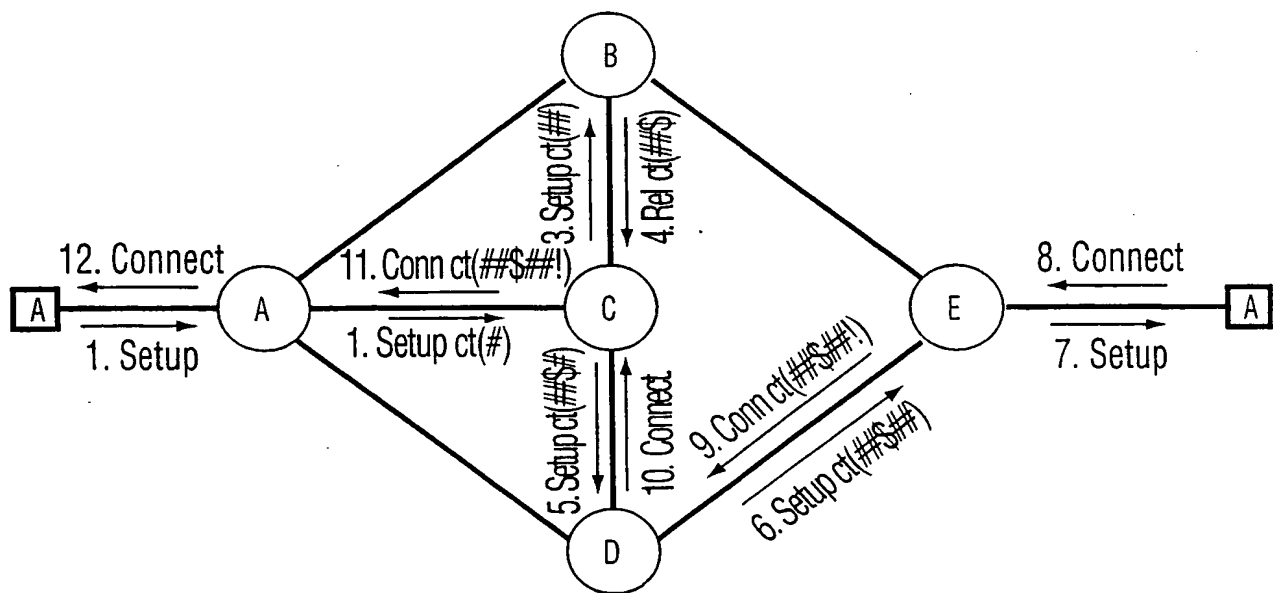 B
3. Setup ct(##)
4. Rel ct(##$)
12. Connect
11. Conn ct(##$##!)
8. Connect
A
A
C
E
A
1. Setup
1. Setup ct(#)
7. Setup
5. Setup ct(##$#)
10. Connect
9. Conn ct(##$##!)
6. Setup ct(##$##)
D